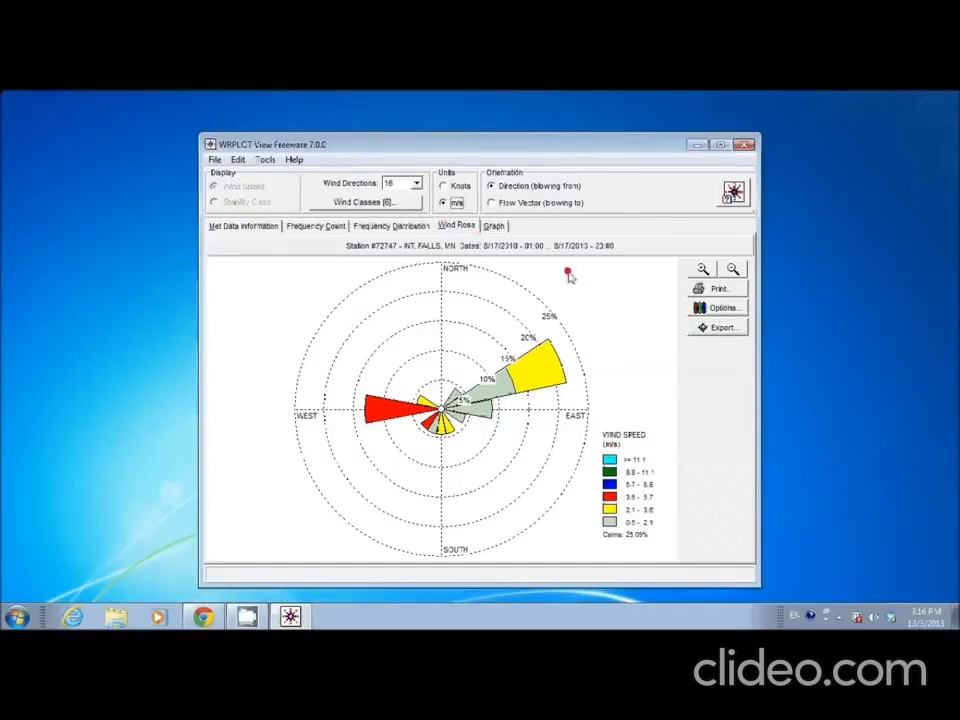 WRPLOT View Freeware 7.0.0
File Edit Tools Help
Display
Wind Speed
Stability Class
Wind Directions: 16
Wind Classes [6]...
Units
Knots
m/s
Orientation
Direction (blowing from)
Flow Vector (blowing to)
Met Data Information Frequency Count Frequency Distribution Wind Rose Graph
Station #72747 - INT. FALLS, MN Dates: 8/17/2010 - 01:00 ... 8/17/2010 - 23:00
NORTH
25%
20%
15%
10%
5%
WEST
EAST
SOUTH
Print..
Options...
Export...
WIND SPEED
(m/s)
>= 11.1
8.8 - 11.1
5.7 - 8.8
3.6 - 5.7
2.1 - 3.6
0.5 - 2.1
Calms: 26.09%
EN
3:16 PM
13/3/2013
clideo.com